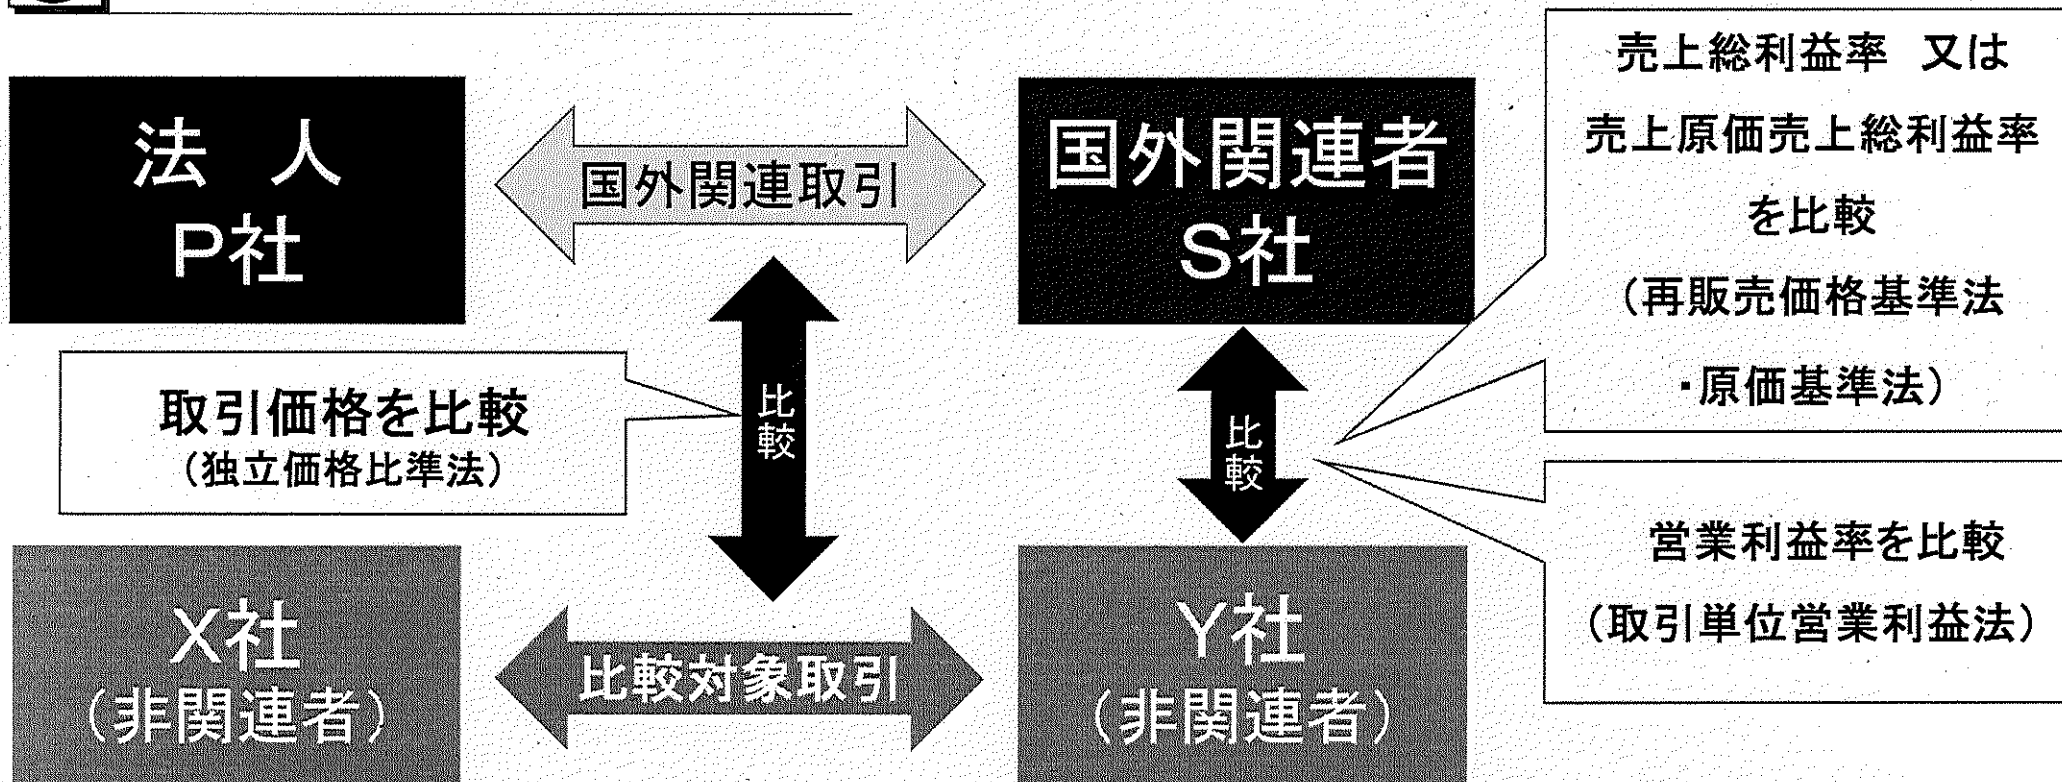 法 人
P社
国外関連取引
国外関連者
S社
売上総利益率 又は
売上原価売上総利益率
を比較
(再販売価格基準法
・原価基準法)
取引価格を比較
(独立価格比準法)
比較
比較
営業利益率を比較
(取引単位営業利益法)
X社
(非関連者)
比較対象取引
Y社
(非関連者)